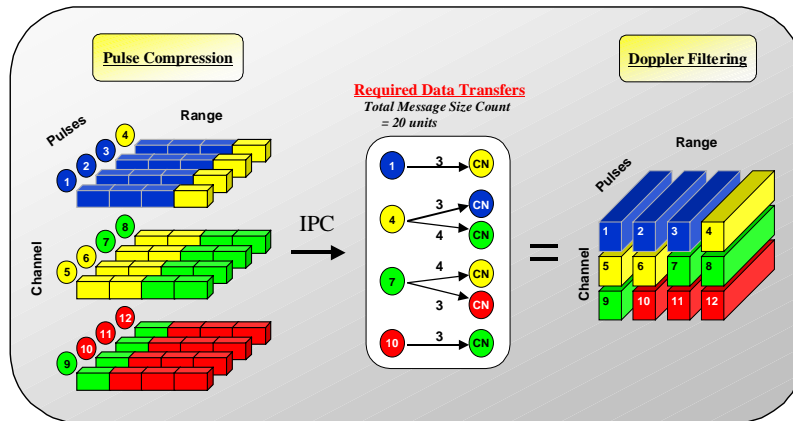 Pulse Compression
Doppler Filtering
Required Data Transfers
Total Message Size Count
= 20 units
Pulses
Range
1 2 3 4
5 6 7 8
9 10 11 12
Channel
IPC
1 3 CN
4 3 CN
4 CN
7 4 CN
3 CN
10 3 CN
=
Pulses
Range
Channel
1 2 3 4
5 6 7 8
9 10 11 12